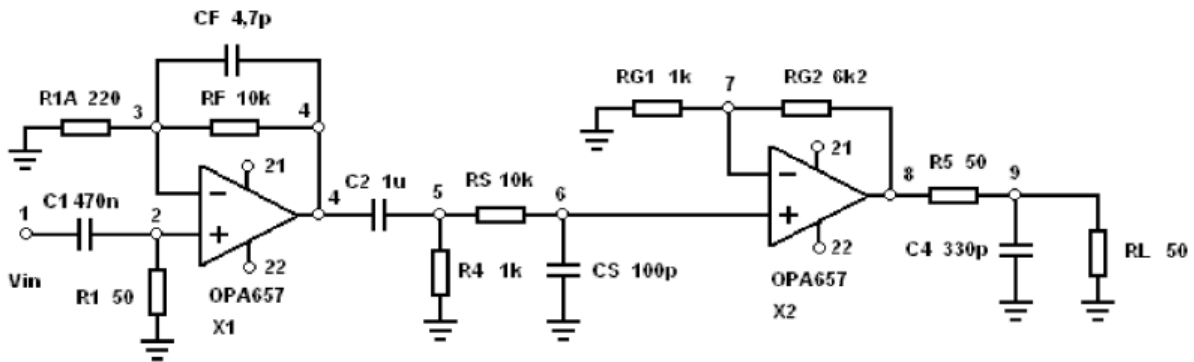 CF 4,7p
R1A 220
3
RF 10k
4
21
1
C1 470n
2
4
C2 1u
5
RS 10k
6
22
Vin
R1 50
OPA657
X1
R4 1k
CS 100p
RG1 1k
7
RG2 6k2
21
8
R5 50
9
22
OPA657
X2
C4 330p
RL 50